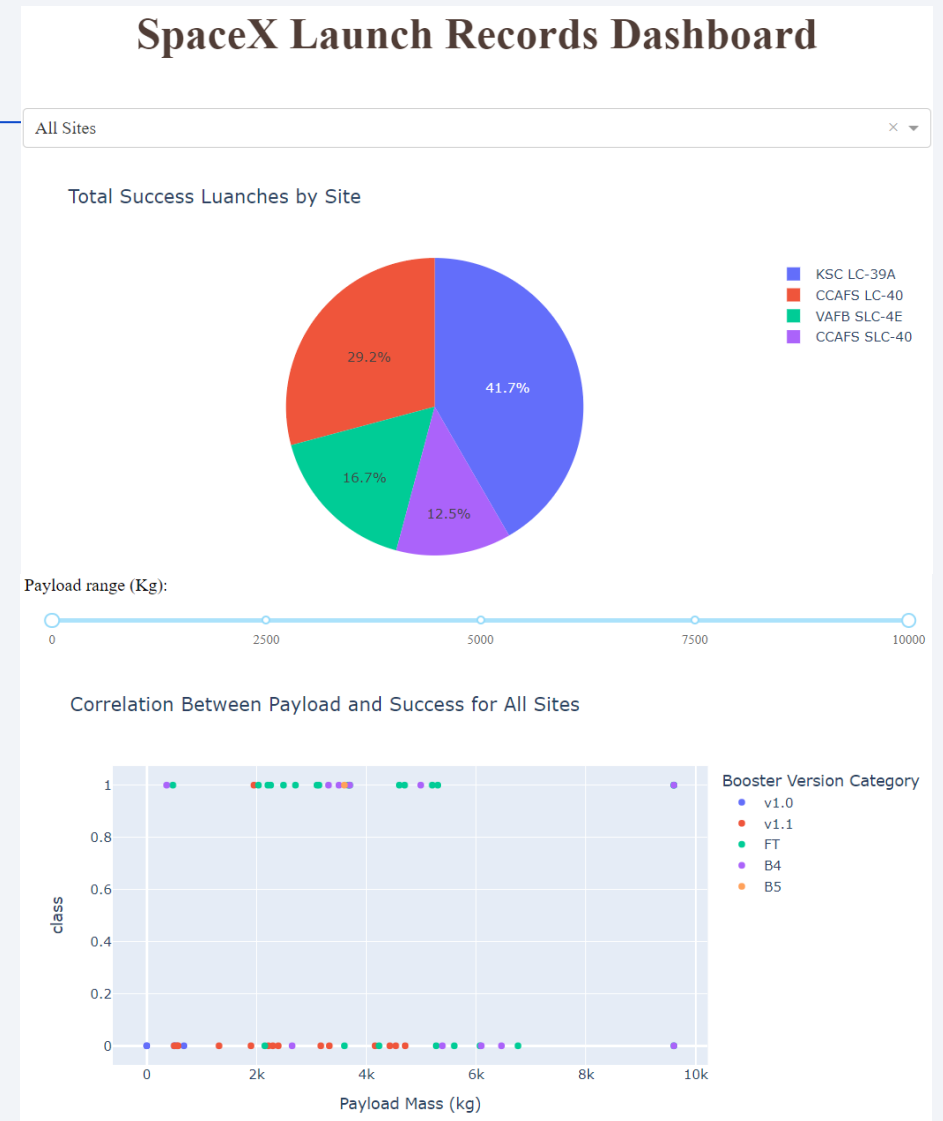 SpaceX Launch Records Dashboard
All Sites ×
Total Success Luanches by Site
KSC LC-39A
CCAFS LC-40
VAFB SLC-4E
CCAFS SLC-40
29.2%
41.7%
16.7%
12.5%
Payload range (Kg):
0 2500 5000 7500 10000
Correlation Between Payload and Success for All Sites
Booster Version Category
v1.0
v1.1
FT
B4
B5
class
1
0.8
0.6
0.4
0.2
0
0 2k 4k 6k 8k 10k
Payload Mass (kg)